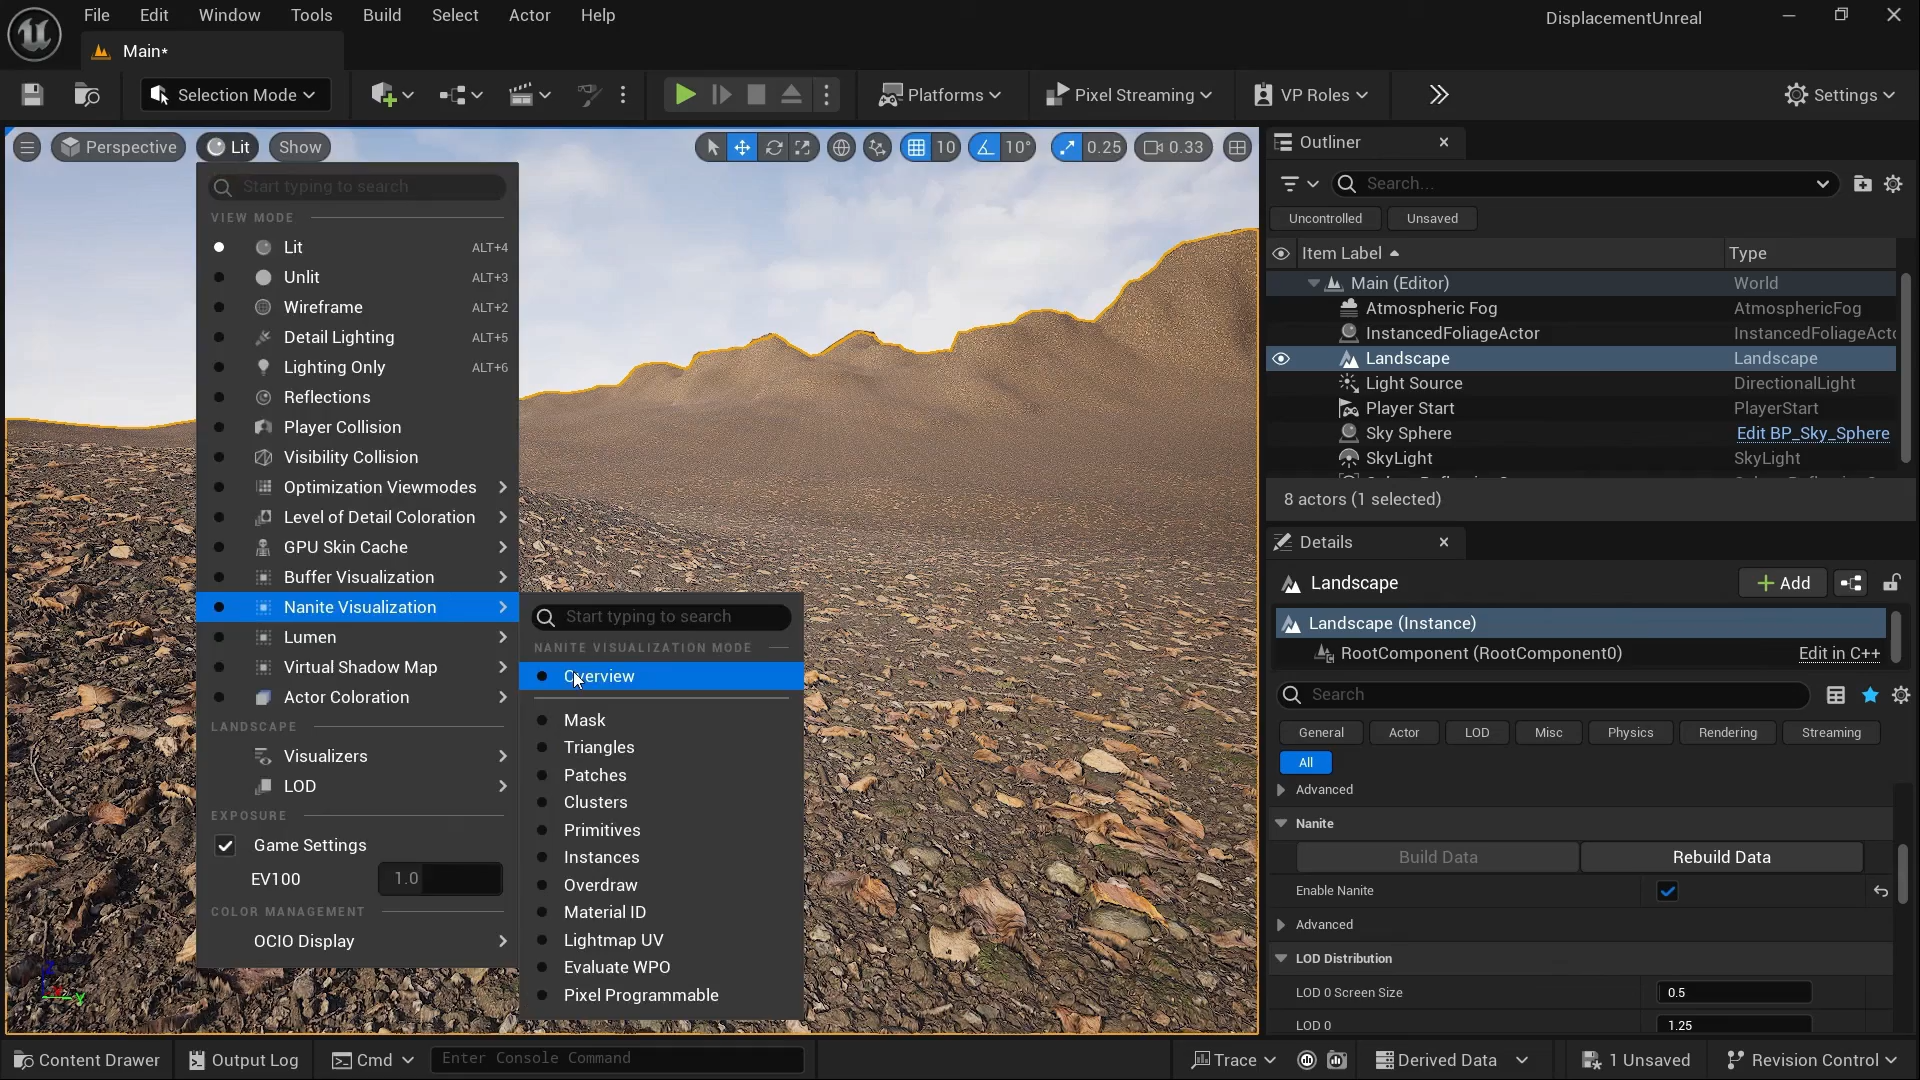 File Edit Window Tools Build Select Actor Help
DisplacementUnreal
Main*
Selection Mode
Platforms
Pixel Streaming
VP Roles
Settings
Perspective
Lit
Show
10
10°
0.25
0.33
Start typing to search
VIEW MODE
Lit ALT+4
Unlit ALT+3
Wireframe ALT+2
Detail Lighting ALT+5
Lighting Only ALT+6
Reflections
Player Collision
Visibility Collision
Optimization Viewmodes
Level of Detail Coloration
GPU Skin Cache
Buffer Visualization
Nanite Visualization
Lumen
Virtual Shadow Map
Actor Coloration
LANDSCAPE
Visualizers
LOD
EXPOSURE
Game Settings
EV100 1.0
COLOR MANAGEMENT
OCIO Display
Start typing to search
NANITE VISUALIZATION MODE
Overview
Mask
Triangles
Patches
Clusters
Primitives
Instances
Overdraw
Material ID
Lightmap UV
Evaluate WPO
Pixel Programmable
Outliner
Search...
Uncontrolled Unsaved
Item Label Type
Main (Editor) World
Atmospheric Fog AtmosphericFog
InstancedFoliageActor InstancedFoliageActo
Landscape Landscape
Light Source DirectionalLight
Player Start PlayerStart
Sky Sphere Edit BP_Sky_Sphere
SkyLight SkyLight
8 actors (1 selected)
Details
Landscape
Add
Landscape (Instance)
RootComponent (RootComponent0) Edit in C++
Search
General Actor LOD Misc Physics Rendering Streaming
All
Advanced
Nanite
Build Data Rebuild Data
Enable Nanite
Advanced
LOD Distribution
LOD 0 Screen Size 0.5
LOD 0 1.25
Content Drawer
Output Log
Cmd
Enter Console Command
Trace
Derived Data
1 Unsaved
Revision Control